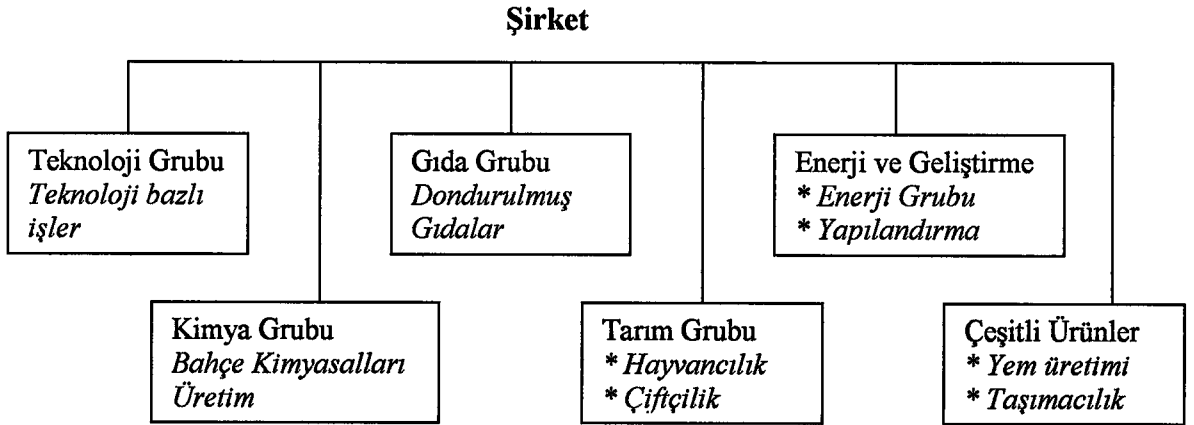 Şirket
Teknoloji Grubu
Teknoloji bazlı
işler
Gıda Grubu
Dondurulmuş
Gıdalar
Enerji ve Geliştirme
* Enerji Grubu
* Yapılandırma
Kimya Grubu
Bahçe Kimyasalları
Üretim
Tarım Grubu
* Hayvancılık
* Çiftçilik
Çeşitli Ürünler
* Yem üretimi
* Taşımacılık